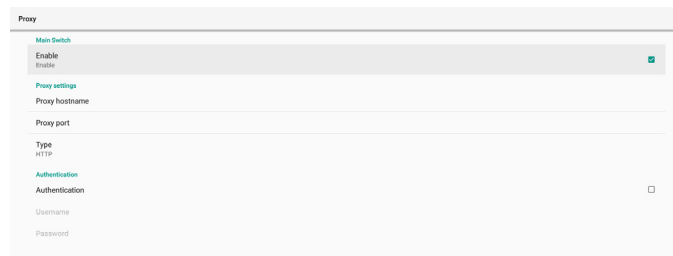 Proxy
Main Switch
Enable
Enable
Proxy settings
Proxy hostname
Proxy port
Type
HTTP
Authentication
Authentication
Username
Password